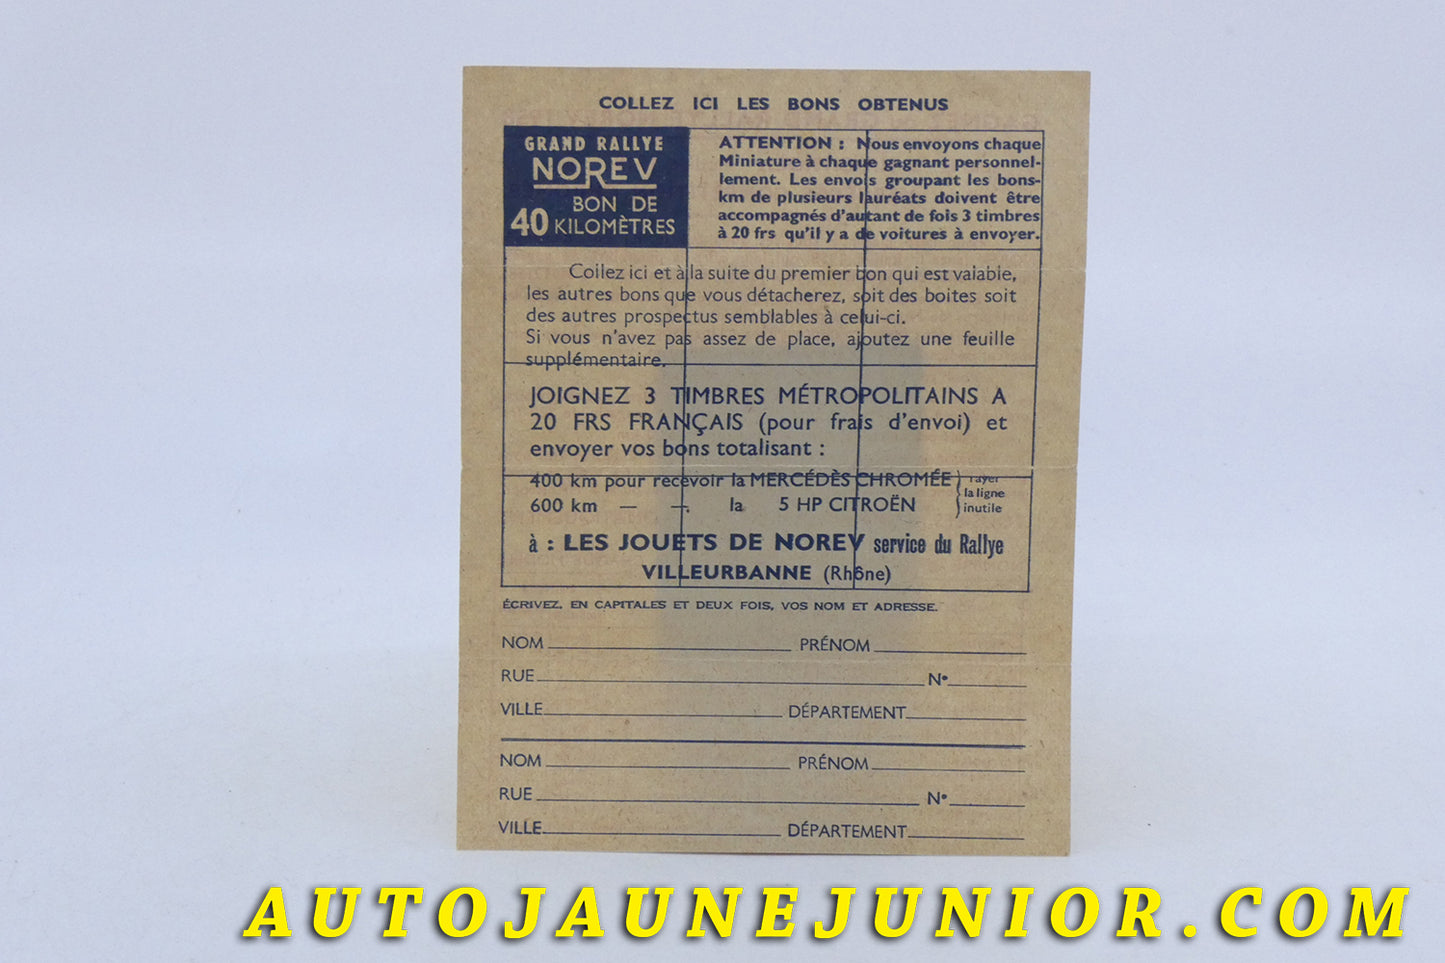 COLLEZ ICI LES BONS OBTENUS
GRAND RALLYE
NOREV
BON DE
40 KILOMÈTRES
ATTENTION : Nous envoyons chaque
Miniature à chaque gagnant personnel-
lement. Les envois groupant les bons-
km de plusieurs lauréats doivent être
accompagnés d'autant de fois 3 timbres
à 20 frs qu'il y a de voitures à envoyer.
Collez ici et à la suite du premier bon qui est valable,
les autres bons que vous détacherez, soit des boites soit
des autres prospectus semblables à celui-ci.
Si vous n'avez pas assez de place, ajoutez une feuille
supplémentaire.
JOIGNEZ 3 TIMBRES MÉTROPOLITAINS A
20 FRS FRANÇAIS (pour frais d'envoi) et
envoyer vos bons totalisant :
400 km pour recevoir la MERCÉDÈS CHROMÉE
600 km — — la 5 HP CITROËN
rayer
la ligne
inutile
à : LES JOUETS DE NOREV service du Rallye
VILLEURBANNE (Rhône)
ÉCRIVEZ, EN CAPITALES ET DEUX FOIS, VOS NOM ET ADRESSE.
NOM PRÉNOM
RUE N°
VILLE DÉPARTEMENT
NOM PRÉNOM
RUE N°
VILLE DÉPARTEMENT
AUTOJAUNEJUNIOR.COM